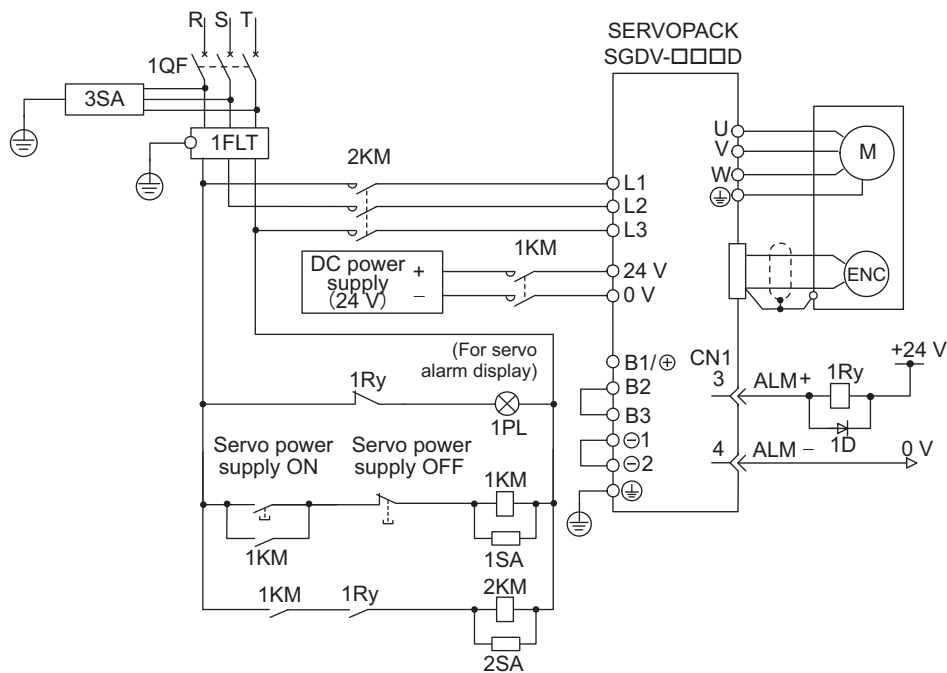 R S T
1QF
3SA
1FLT
2KM
SERVOPACK
SGDV-□□□D
U
V
W
M
L1
L2
L3
1KM
DC power
supply
(24 V)
+
−
24 V
0 V
ENC
(For servo
alarm display)
B1/⊕
B2
B3
⊖1
⊖2
CN1
3
ALM+
1Ry
+24 V
1D
4
ALM −
0 V
1Ry
1PL
Servo power
supply ON
Servo power
supply OFF
1KM
1KM
1SA
1KM
1Ry
2KM
2SA